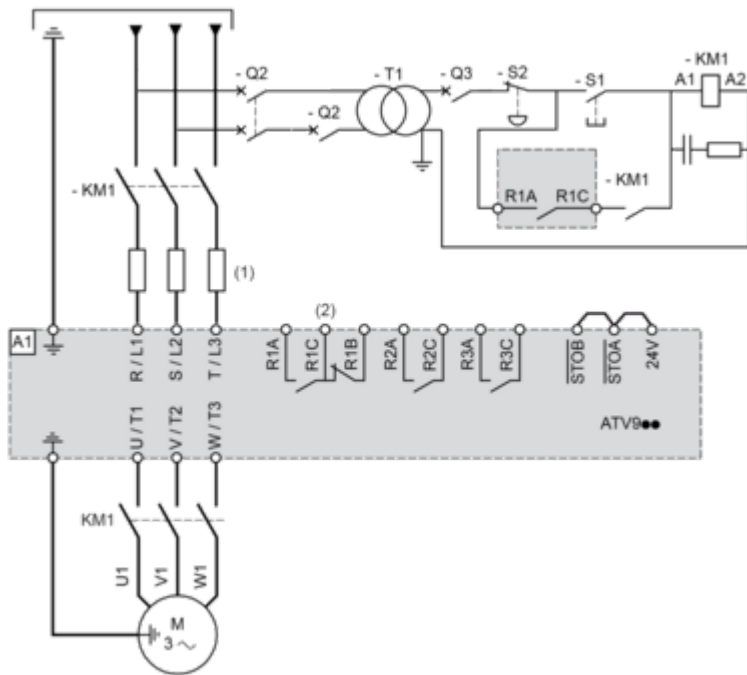 - Q2
- T1
- Q3
- S2
- S1
- KM1
A1 A2
- Q2
- KM1
R1A R1C
- KM1
(1)
(2)
A1
R / L1
S / L2
T / L3
R1A
R1C
R1B
R2A
R2C
R3A
R3C
STOB
STOA
24V
U / T1
V / T2
W / T3
ATV9●●
KM1
U1
V1
W1
M
3 ~